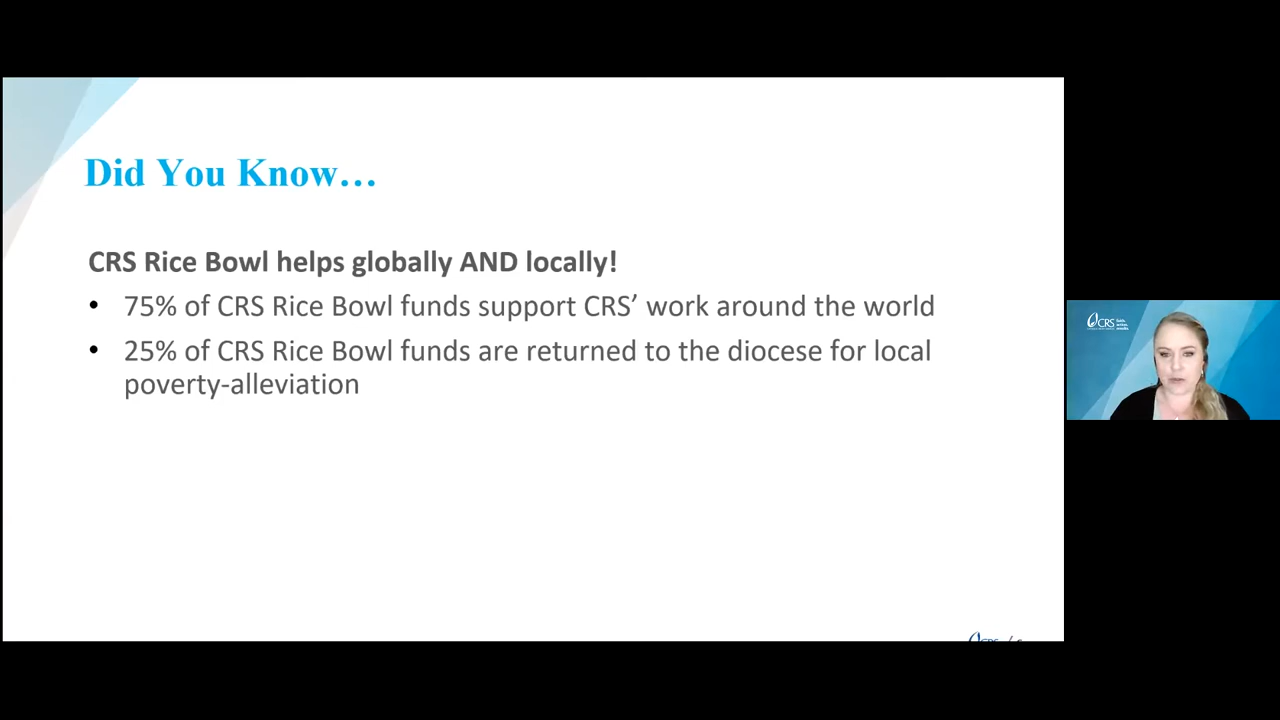 Did You Know…
CRS Rice Bowl helps globally AND locally!
• 75% of CRS Rice Bowl funds support CRS’ work around the world
• 25% of CRS Rice Bowl funds are returned to the diocese for local
poverty-alleviation
CRS